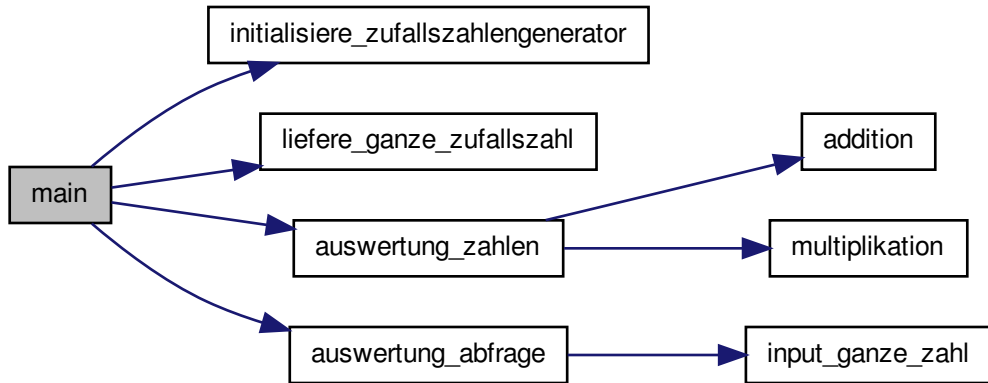 initialisiere_zufallszahlengenerator
liefere_ganze_zufallszahl
addition
main
auswertung_zahlen
multiplikation
auswertung_abfrage
input_ganze_zahl